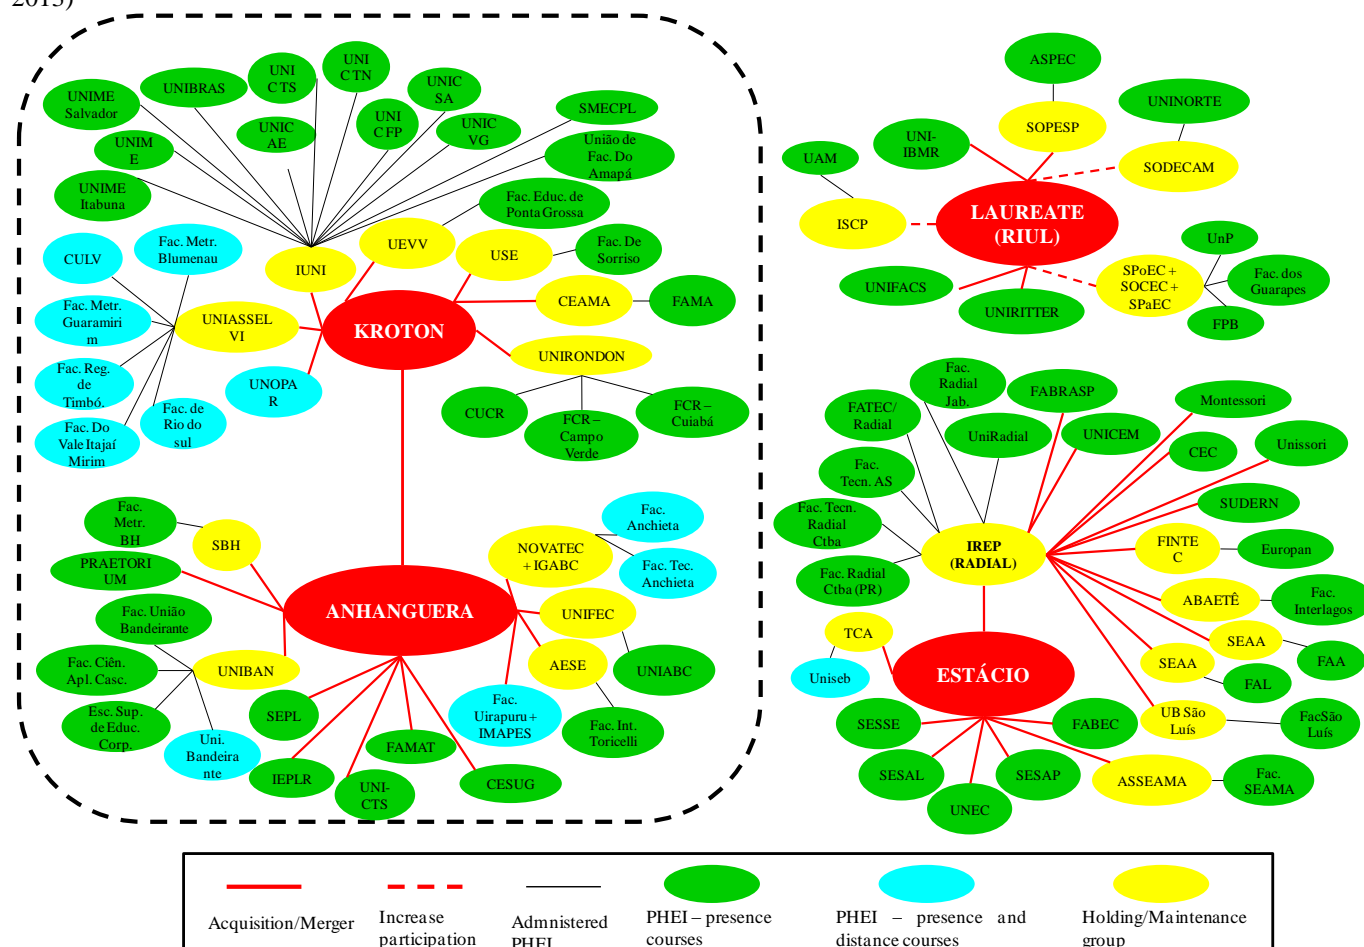 2013)
UNIME
Salvador
UNIBRAS
UNI
CTS
UNI
CTN
UNIC
SA
UNIC
AE
UNI
CFP
UNIC
VG
SMECPL
UNIM
E
União de
Fac. Do
Amapá
UNIME
Itabuna
Fac. Educ. de
Ponta Grossa
CULV
Fac. Metr.
Blumenau
IUNI
UEVV
USE
Fac. De
Sorriso
Fac. Metr.
Guaramiri
m
UNIASSEL
VI
KROTON
CEAMA
FAMA
Fac. Reg.
de
Timbó.
UNOPA
R
UNIRONDON
Fac. Do
Vale Itajaí
Mirim
Fac. de
Rio do
sul
CUCR
FCR –
Campo
Verde
FCR –
Cuiabá
Fac.
Metr.
BH
SBH
PRAETORI
UM
NOVATEC
+ IGABC
Fac.
Anchieta
Fac. Tec.
Anchieta
ANHANGUERA
UNIFEC
Fac. União
Bandeirante
Fac. Ciên.
Apl. Casc.
UNIBAN
AESE
UNIABC
Esc. Sup.
de Educ.
Corp.
Uni.
Bandeira
nte
SEPL
IEPLR
UNI-
CTS
FAMAT
CESUG
Fac.
Uirapuru +
IMAPES
Fac. Int.
Toricelli
ASPEC
UNINORTE
UNI-
IBMR
SOPESP
UAM
SODECAM
ISCP
LAUREATE
(RIUL)
UNIFACS
UNIRITTER
SPoEC +
SOCEC +
SPaEC
UnP
Fac. dos
Guarapes
FPB
Fac.
Radial
Jab.
FABRASP
Montessori
FATEC/
Radial
UniRadial
UNICEM
CEC
Unissori
Fac.
Tecn. AS
SUDERN
Fac. Tecn.
Radial
Ctba
IREP
(RADIAL)
FINTE
C
Europan
Fac. Radial
Ctba (PR)
ABAETÊ
Fac.
Interlagos
TCA
SEAA
FAA
Uniseb
ESTÁCIO
SEAA
FAL
SESSE
FABEC
UB São
Luís
FacSão
Luís
SESAL
UNEC
SESAP
ASSEAMA
Fac.
SEAMA
Acquisition/Merger
Increase
participation
Admnistered
PHEI
PHEI – presence
courses
PHEI – presence and
distance courses
Holding/Maintenance
group